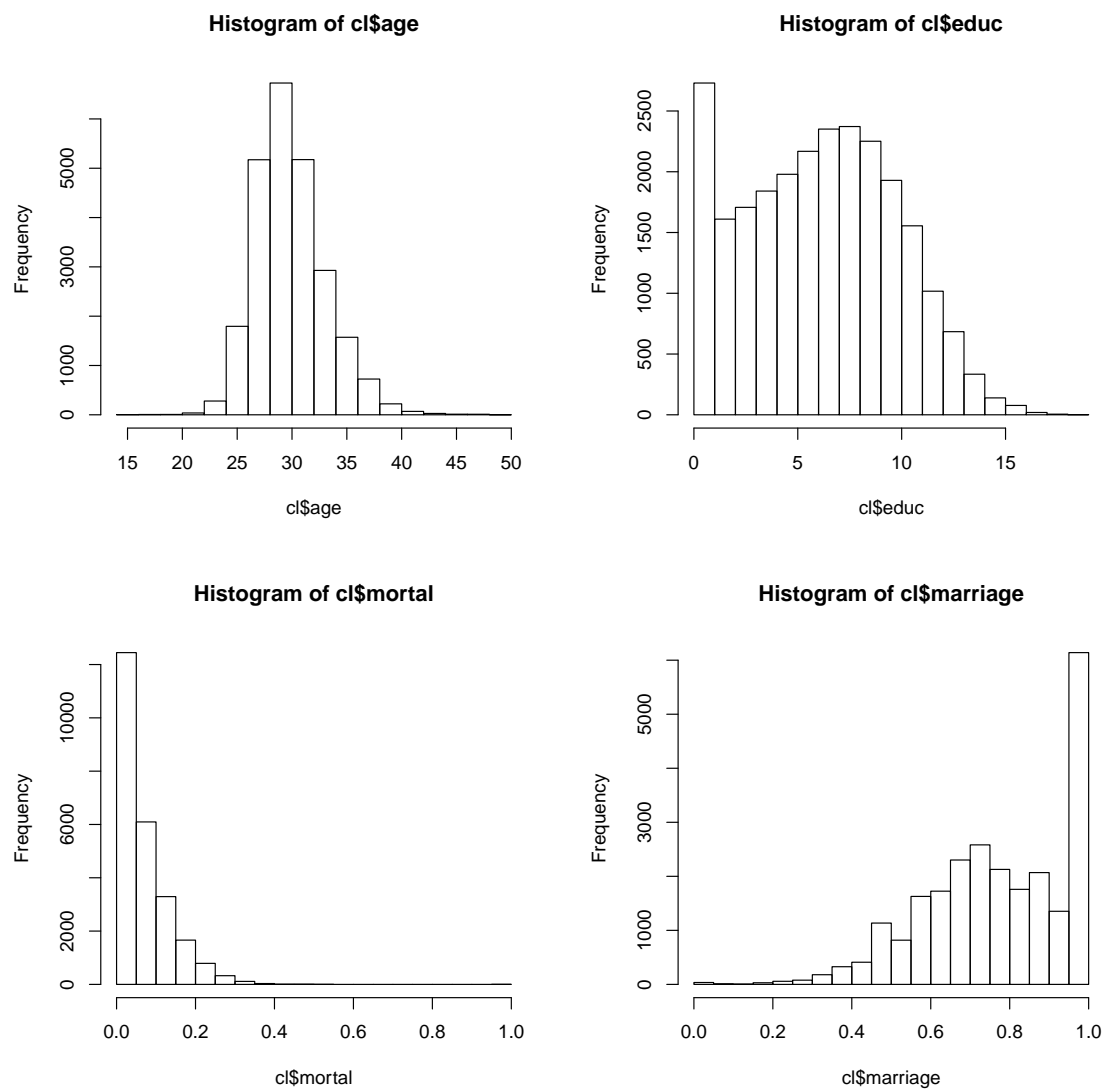 Histogram of cl$age
Frequency
0
1000
3000
5000
15 20 25 30 35 40 45 50
cl$age
Histogram of cl$educ
Frequency
0
500
1000
1500
2000
2500
0 5 10 15
cl$educ
Histogram of cl$mortal
Frequency
0
2000
6000
10000
0.0 0.2 0.4 0.6 0.8 1.0
cl$mortal
Histogram of cl$marriage
Frequency
0
1000
3000
5000
0.0 0.2 0.4 0.6 0.8 1.0
cl$marriage